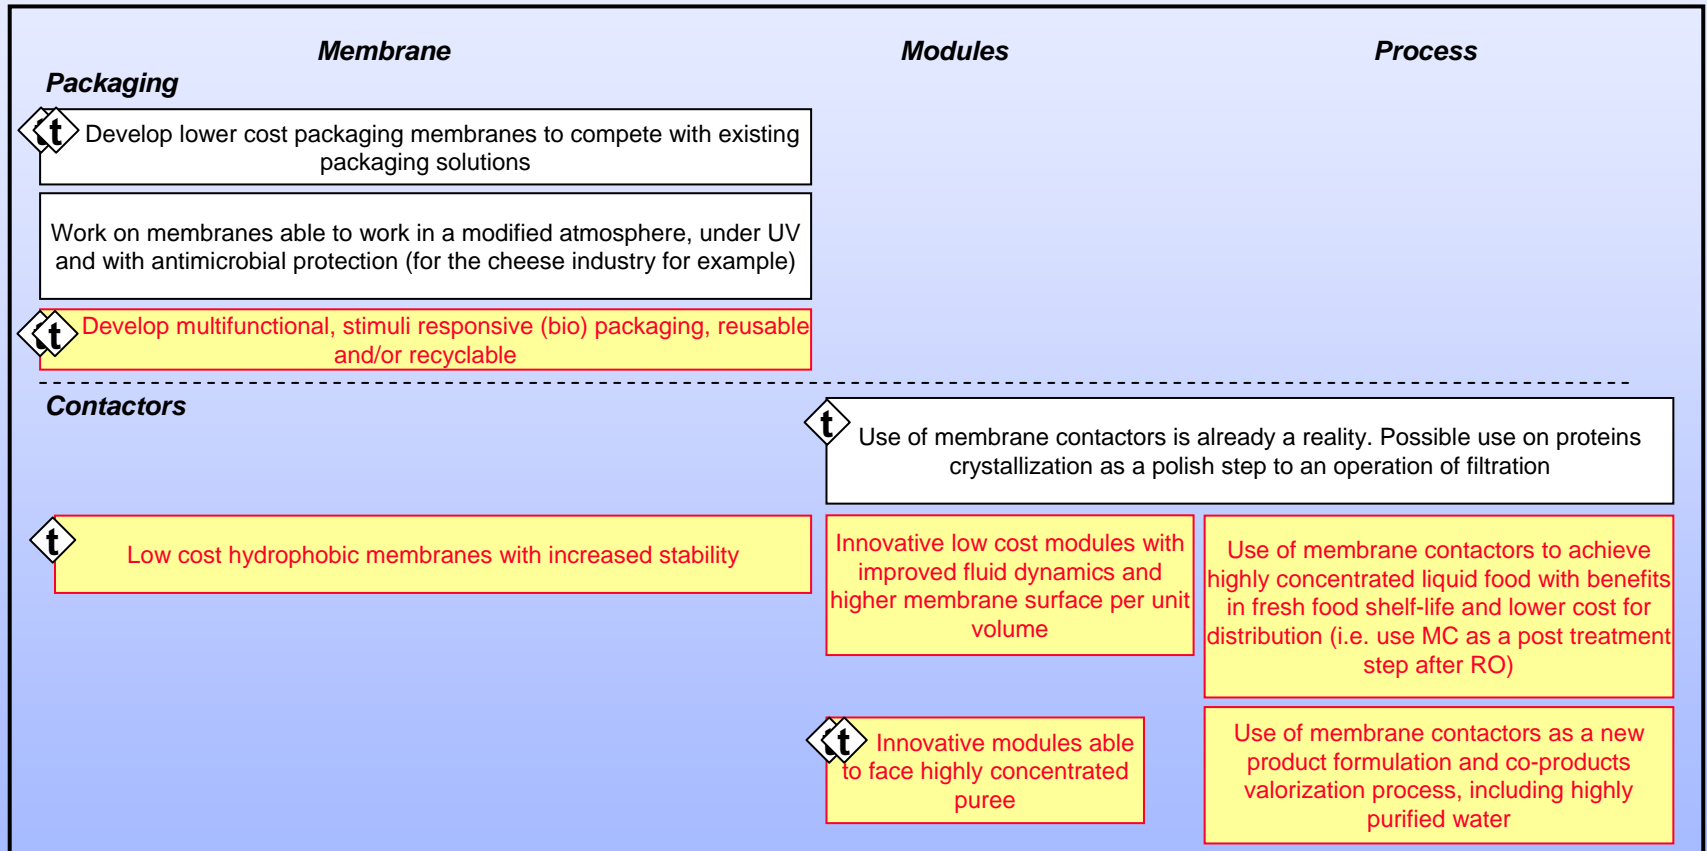 Membrane
Modules
Process
Packaging
t t
Develop lower cost packaging membranes to compete with existing
packaging solutions
Work on membranes able to work in a modified atmosphere, under UV
and with antimicrobial protection (for the cheese industry for example)
t t
Develop multifunctional, stimuli responsive (bio) packaging, reusable
and/or recyclable
Contactors
t
Use of membrane contactors is already a reality. Possible use on proteins
crystallization as a polish step to an operation of filtration
t
Low cost hydrophobic membranes with increased stability
Innovative low cost modules with
improved fluid dynamics and
higher membrane surface per unit
volume
Use of membrane contactors to achieve
highly concentrated liquid food with benefits
in fresh food shelf-life and lower cost for
distribution (i.e. use MC as a post treatment
step after RO)
t t
Innovative modules able
to face highly concentrated
puree
Use of membrane contactors as a new
product formulation and co-products
valorization process, including highly
purified water